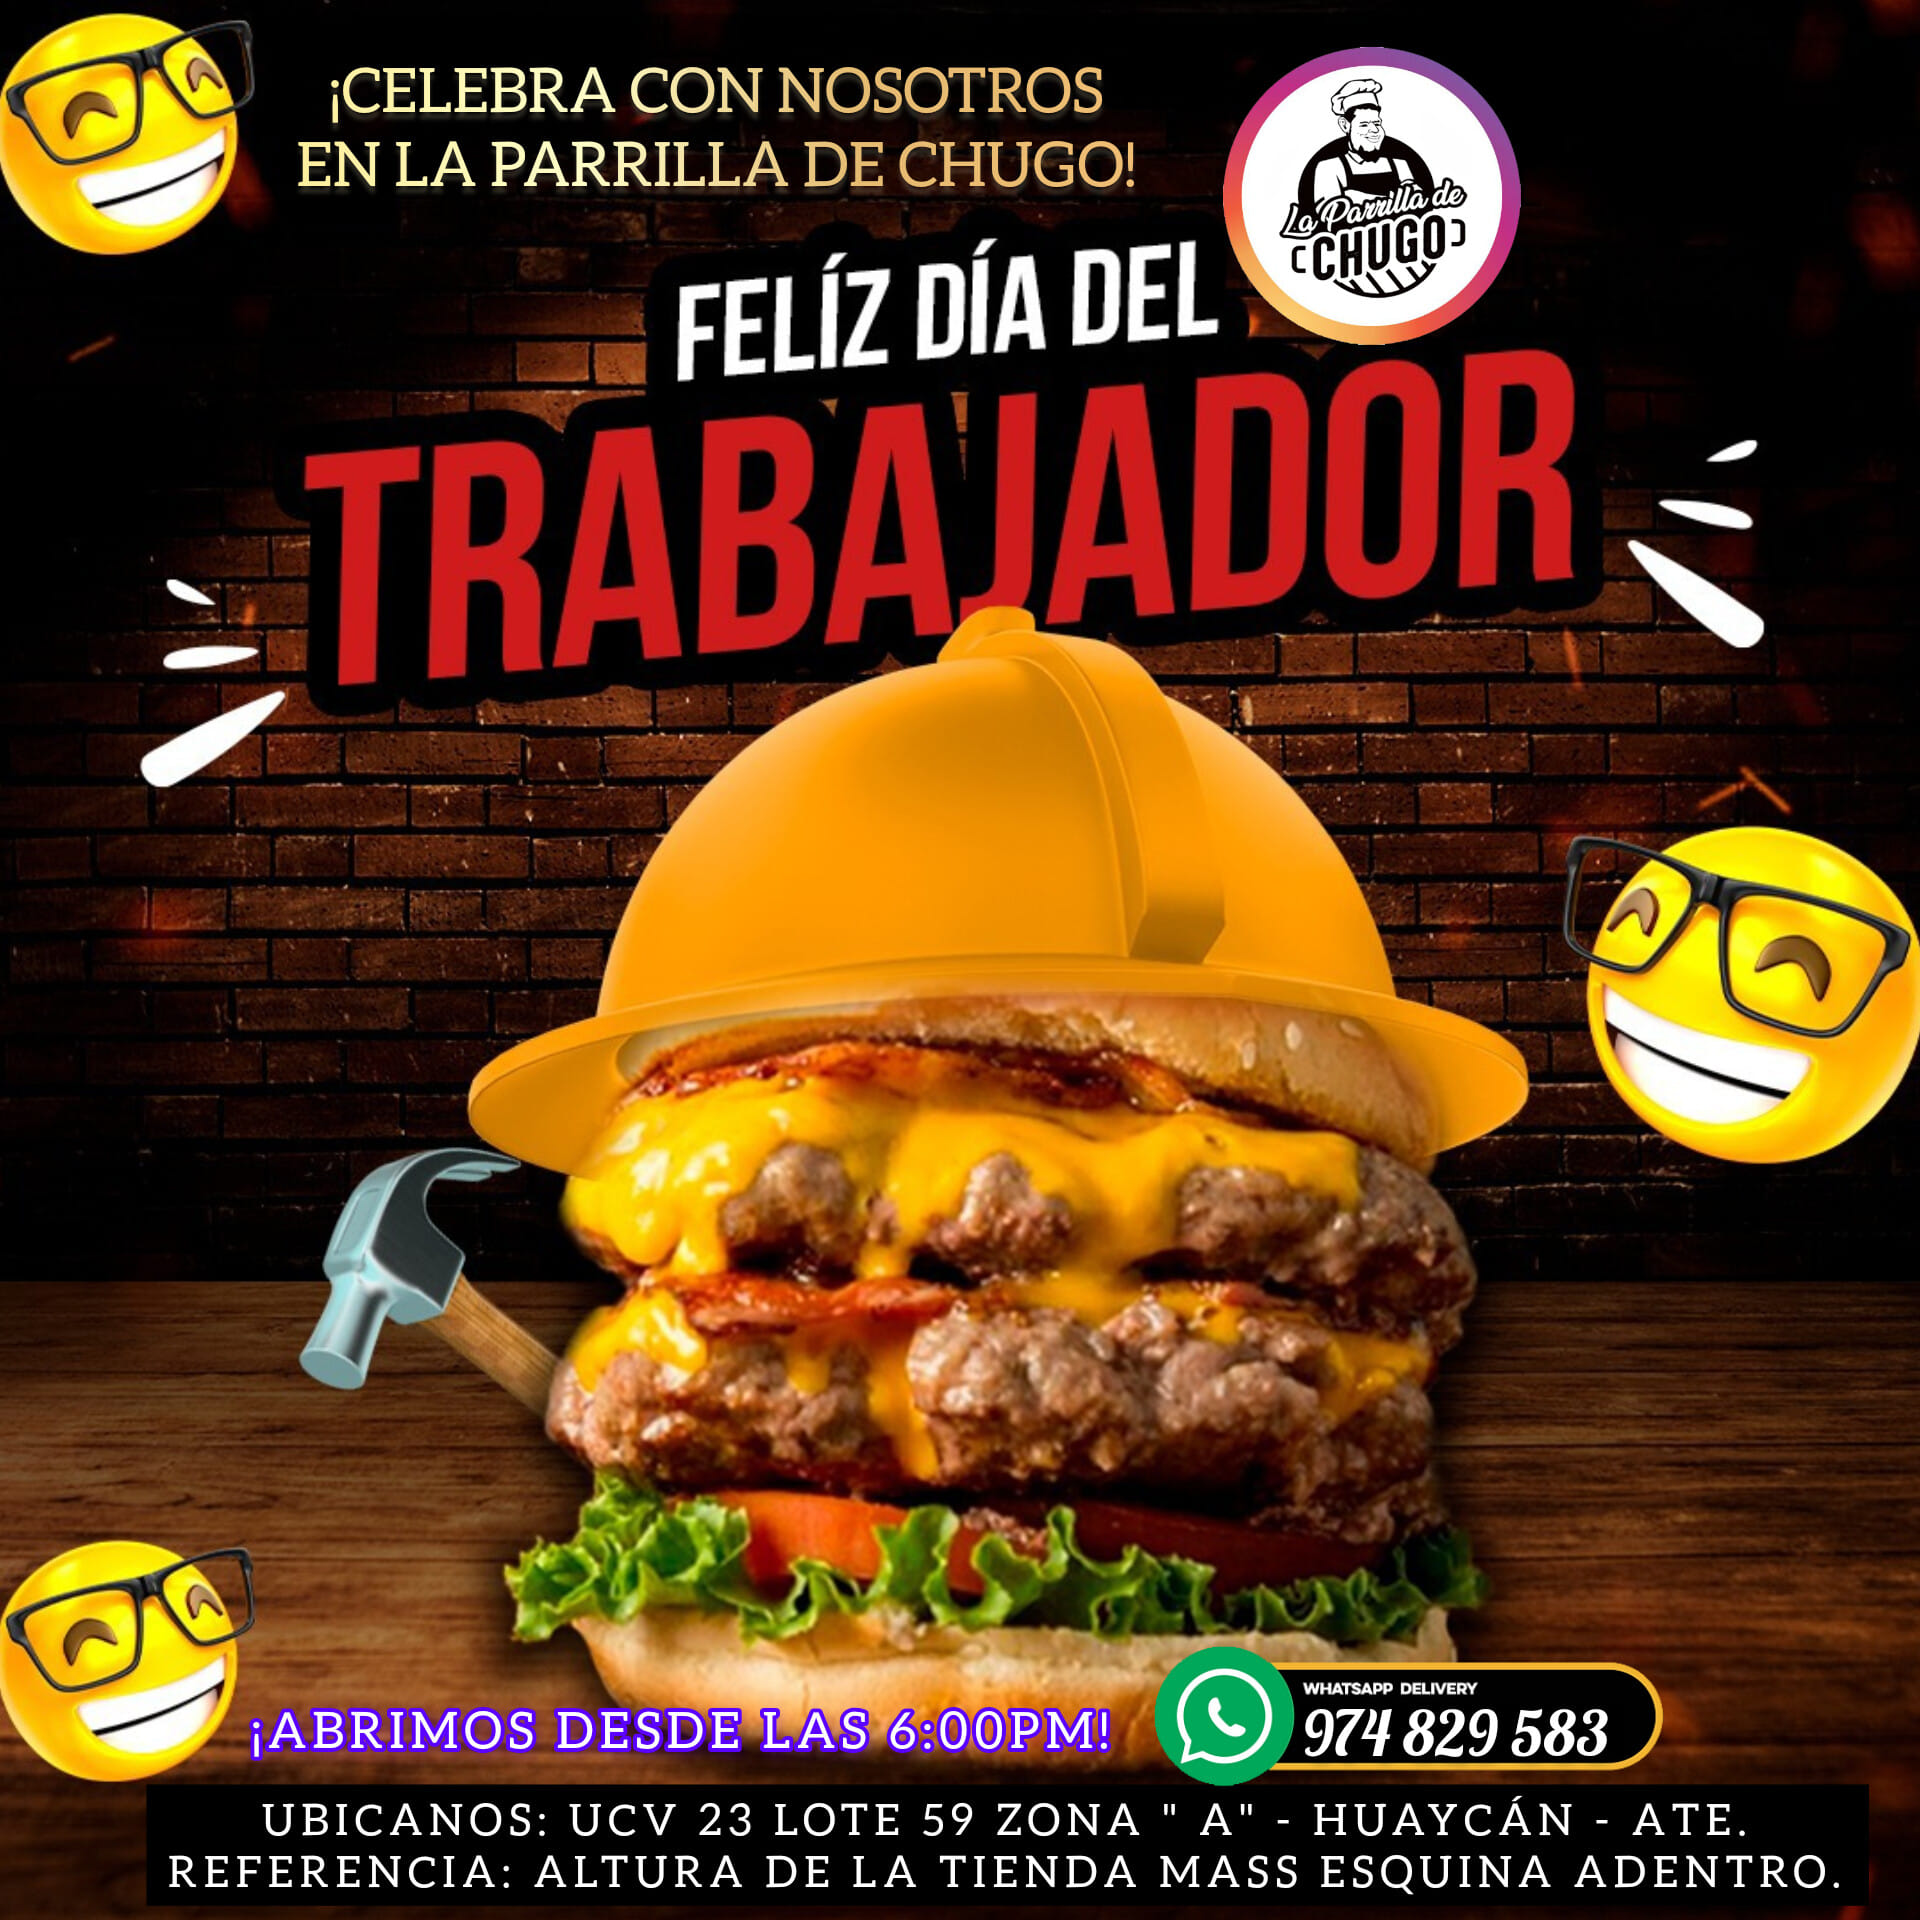 ¡CELEBRA CON NOSOTROS
EN LA PARRILLA DE CHUGO!
La Parrilla de
CHUGO
FELÍZ DÍA DEL
TRABAJADOR
¡ABRIMOS DESDE LAS 6:00PM!
WHATSAPP DELIVERY
974 829 583
UBICANOS: UCV 23 LOTE 59 ZONA " A" - HUAYCÁN - ATE.
REFERENCIA: ALTURA DE LA TIENDA MASS ESQUINA ADENTRO.